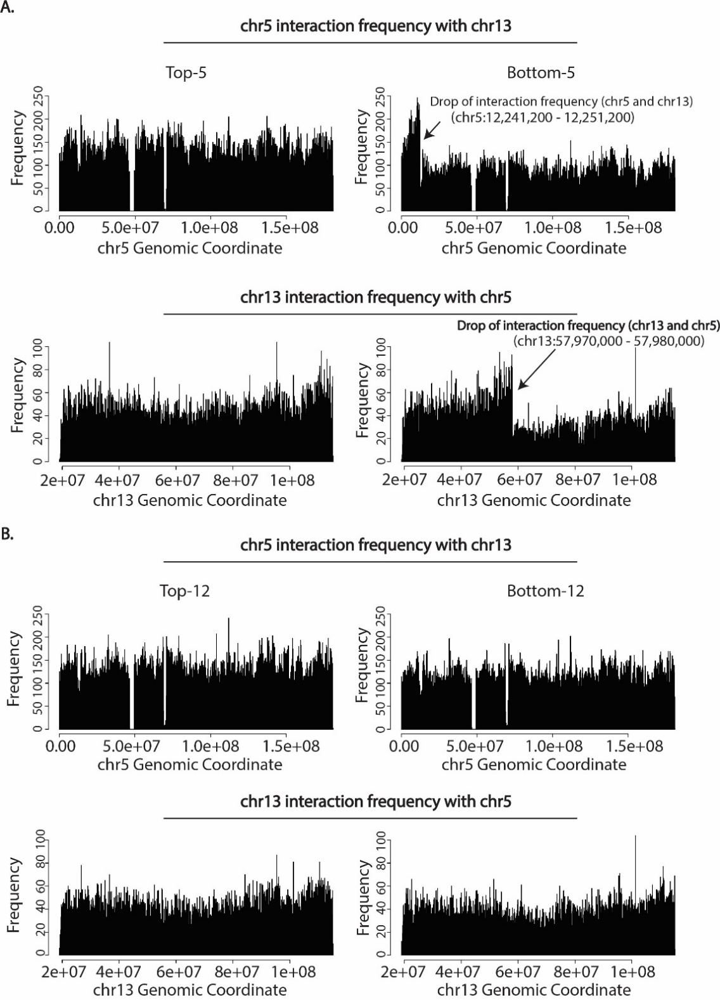 A.
chr5 interaction frequency with chr13
Top-5
Bottom-5
Frequency
0 50 100 150 200 250
0.00 5.0e+07 1.0e+08 1.5e+08
chr5 Genomic Coordinate
Drop of interaction frequency (chr5 and chr13)
(chr5:12,241,200 - 12,251,200)
Frequency
0 50 100 150 200 250
0.00 5.0e+07 1.0e+08 1.5e+08
chr5 Genomic Coordinate
chr13 interaction frequency with chr5
Frequency
0 20 40 60 80 100
2e+07 4e+07 6e+07 8e+07 1e+08
chr13 Genomic Coordinate
Drop of interaction frequency (chr13 and chr5)
(chr13:57,970,000 - 57,980,000)
Frequency
0 20 40 60 80 100
2e+07 4e+07 6e+07 8e+07 1e+08
chr13 Genomic Coordinate
B.
chr5 interaction frequency with chr13
Top-12
Bottom-12
Frequency
0 50 100 150 200 250
0.00 5.0e+07 1.0e+08 1.5e+08
chr5 Genomic Coordinate
Frequency
0 50 100 150 200 250
0.00 5.0e+07 1.0e+08 1.5e+08
chr5 Genomic Coordinate
chr13 interaction frequency with chr5
Frequency
0 20 40 60 80 100
2e+07 4e+07 6e+07 8e+07 1e+08
chr13 Genomic Coordinate
Frequency
0 20 40 60 80 100
2e+07 4e+07 6e+07 8e+07 1e+08
chr13 Genomic Coordinate